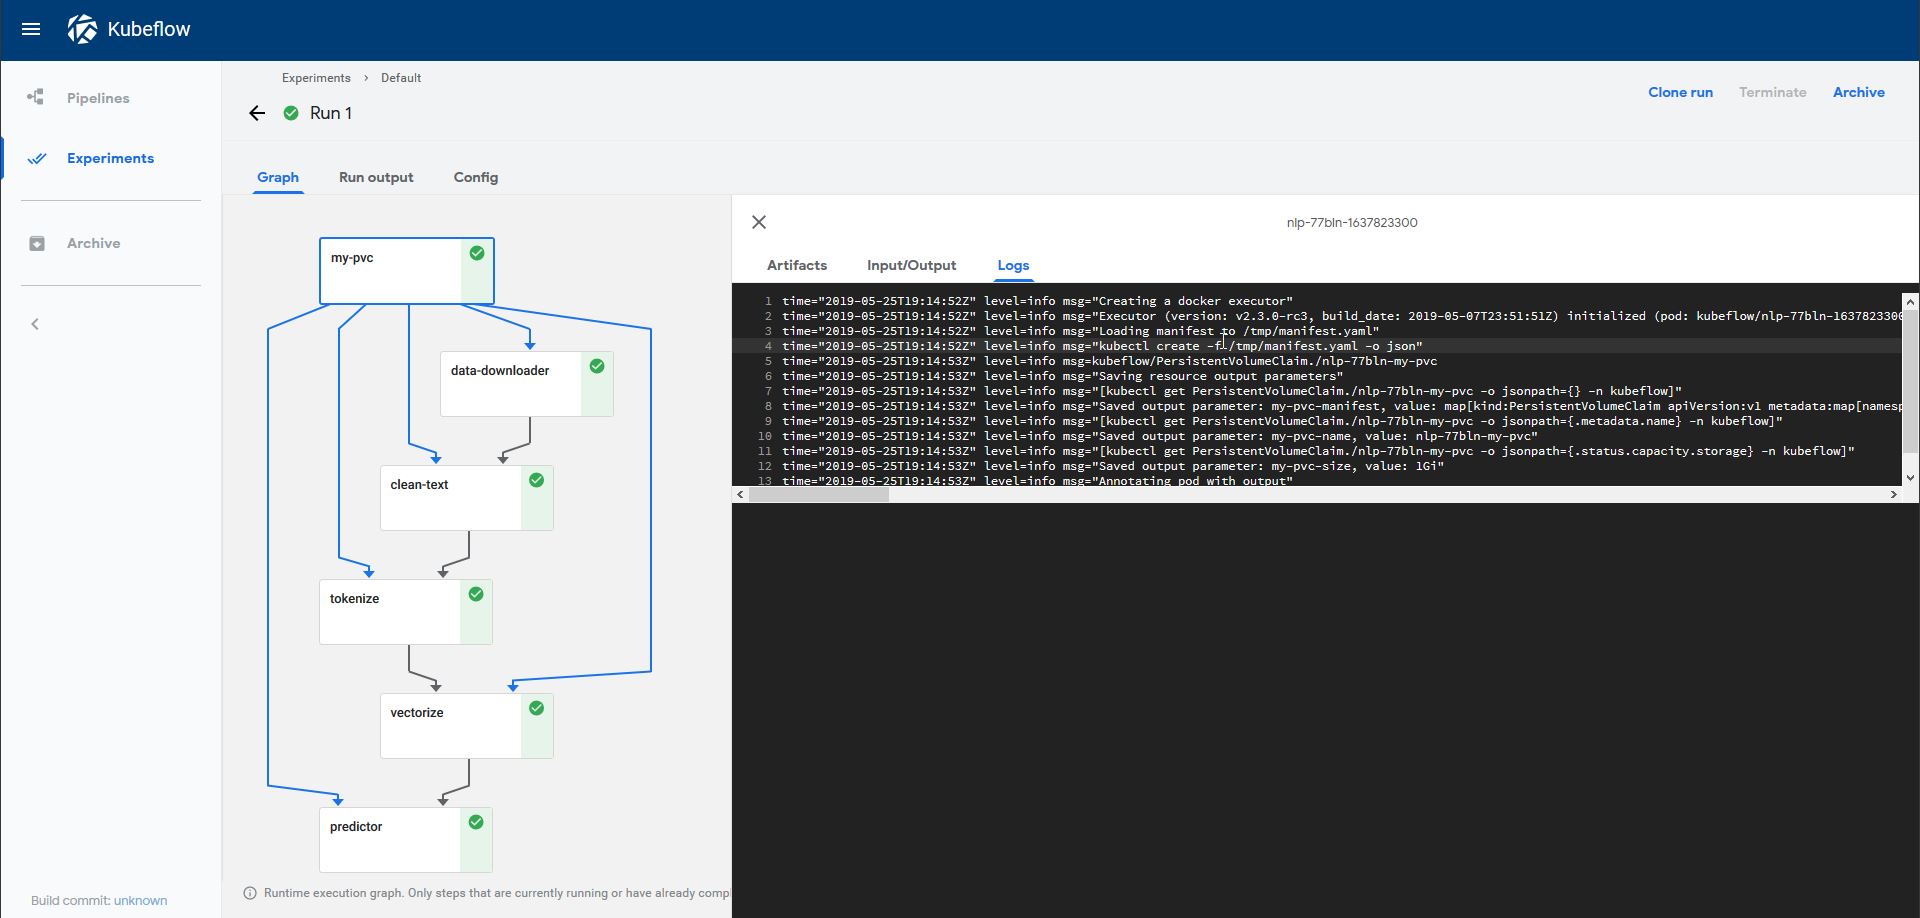 Kubeflow
Pipelines
Experiments
Archive
Build commit: unknown
Experiments > Default
Run 1
Clone run
Terminate
Archive
Graph
Run output
Config
my-pvc
data-downloader
clean-text
tokenize
vectorize
predictor
Runtime execution graph. Only steps that are currently running or have already compl
nlp-77bln-1637823300
Artifacts
Input/Output
Logs
1 time="2019-05-25T19:14:52Z" level=info msg="Creating a docker executor"
2 time="2019-05-25T19:14:52Z" level=info msg="Executor (version: v2.3.0-rc3, build_date: 2019-05-07T23:51:51Z) initialized (pod: kubeflow/nlp-77bln-1637823300
3 time="2019-05-25T19:14:52Z" level=info msg="Loading manifest to /tmp/manifest.yaml"
4 time="2019-05-25T19:14:52Z" level=info msg="kubectl create -f /tmp/manifest.yaml -o json"
5 time="2019-05-25T19:14:53Z" level=info msg=kubeflow/PersistentVolumeClaim./nlp-77bln-my-pvc
6 time="2019-05-25T19:14:53Z" level=info msg="Saving resource output parameters"
7 time="2019-05-25T19:14:53Z" level=info msg="[kubectl get PersistentVolumeClaim./nlp-77bln-my-pvc -o jsonpath={} -n kubeflow]"
8 time="2019-05-25T19:14:53Z" level=info msg="Saved output parameter: my-pvc-manifest, value: map[kind:PersistentVolumeClaim apiVersion:v1 metadata:map[namesp
9 time="2019-05-25T19:14:53Z" level=info msg="[kubectl get PersistentVolumeClaim./nlp-77bln-my-pvc -o jsonpath={.metadata.name} -n kubeflow]"
10 time="2019-05-25T19:14:53Z" level=info msg="Saved output parameter: my-pvc-name, value: nlp-77bln-my-pvc"
11 time="2019-05-25T19:14:53Z" level=info msg="[kubectl get PersistentVolumeClaim./nlp-77bln-my-pvc -o jsonpath={.status.capacity.storage} -n kubeflow]"
12 time="2019-05-25T19:14:53Z" level=info msg="Saved output parameter: my-pvc-size, value: 1Gi"
13 time="2019-05-25T19:14:53Z" level=info msg="Annotating pod with output"